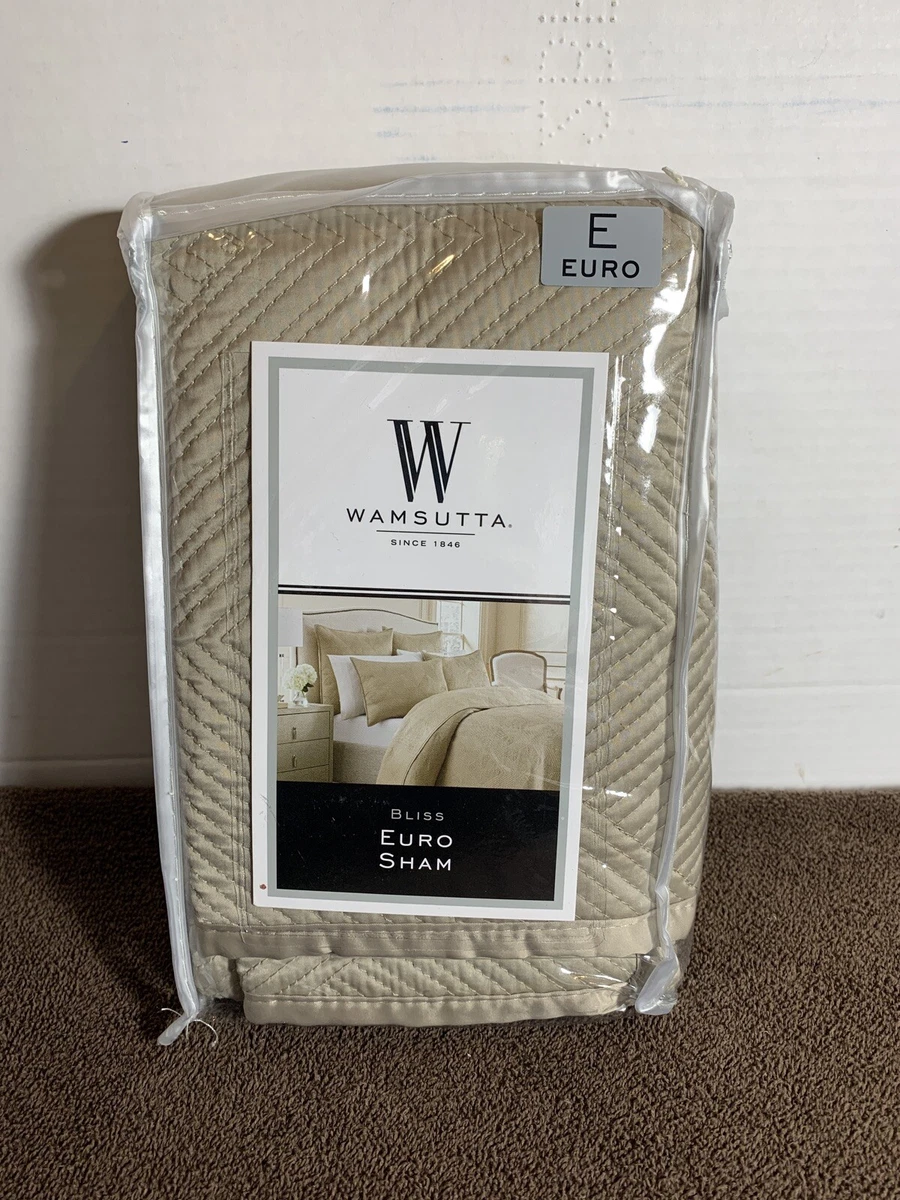 E
EURO
W
WAMSUTTA®
SINCE 1846
BLISS
EURO
SHAM